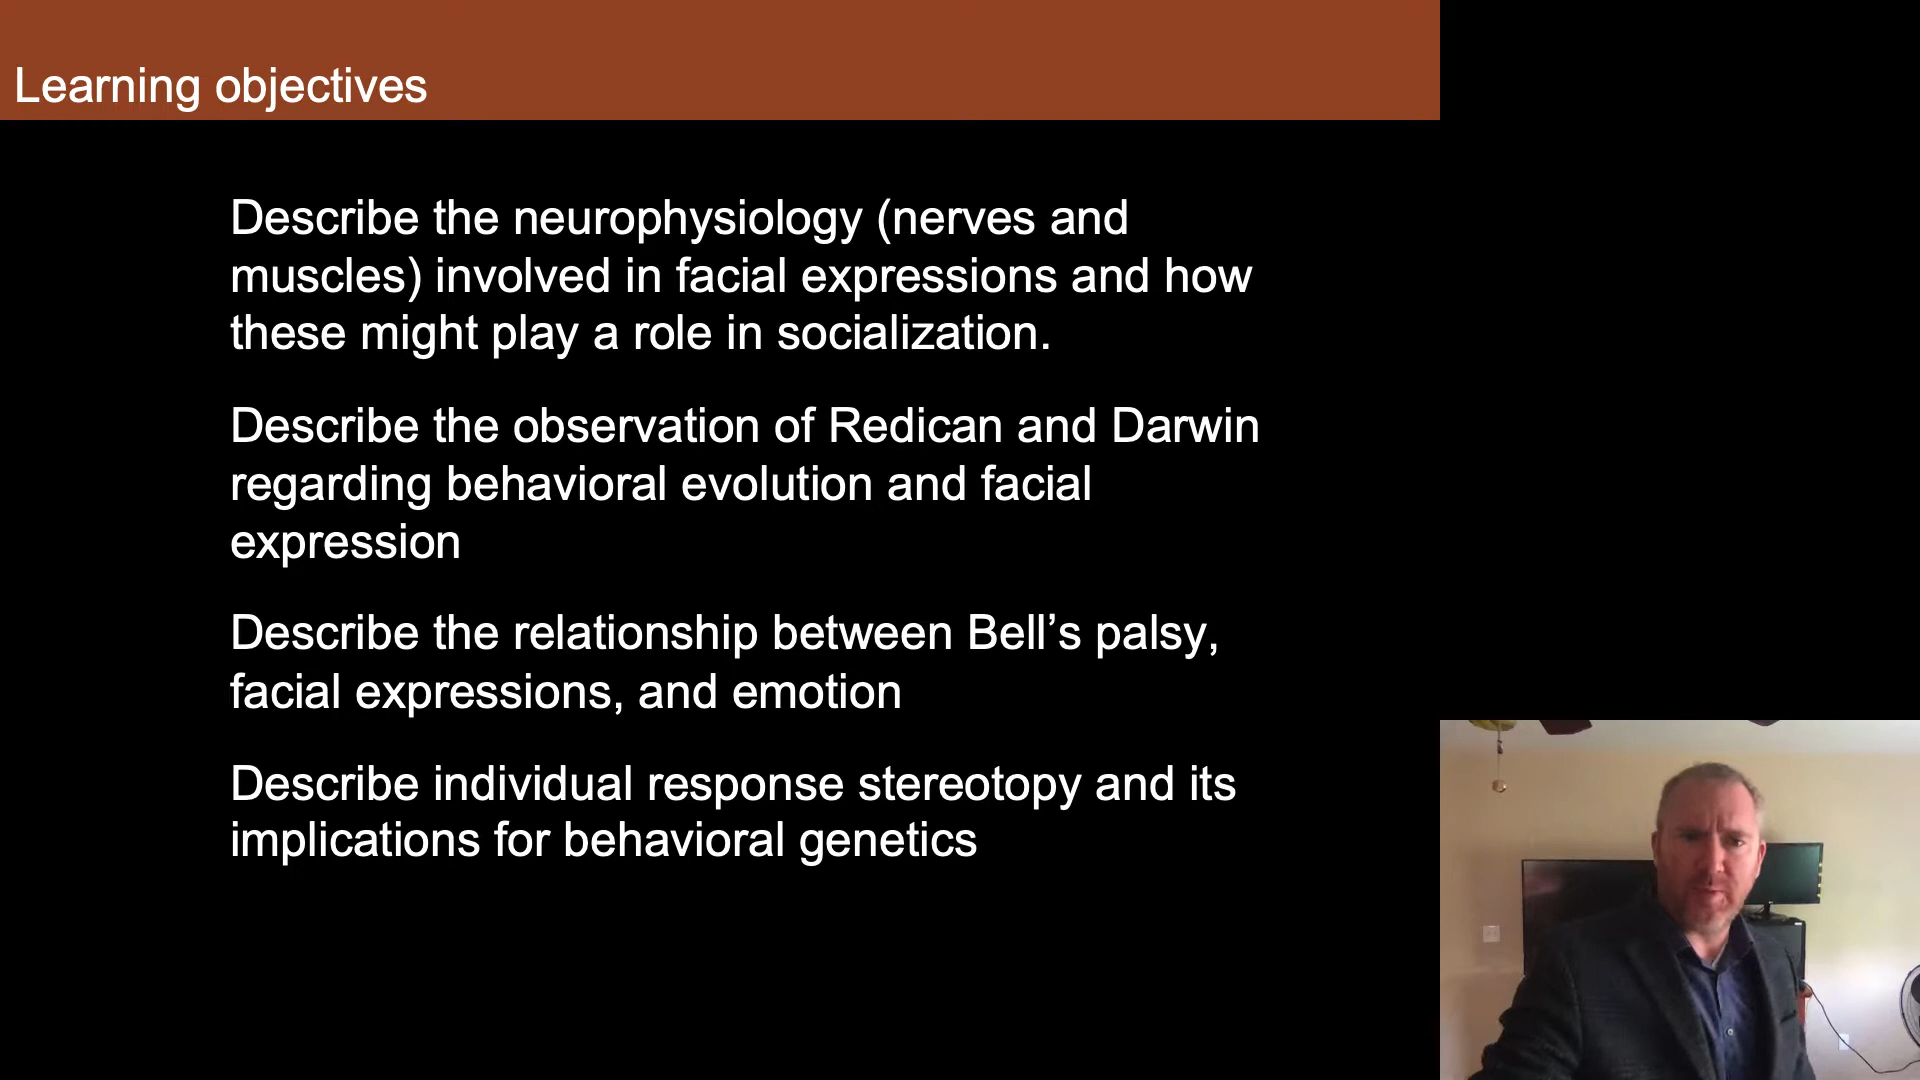 Learning objectives
Describe the neurophysiology (nerves and
muscles) involved in facial expressions and how
these might play a role in socialization.
Describe the observation of Redican and Darwin
regarding behavioral evolution and facial
expression
Describe the relationship between Bell’s palsy,
facial expressions, and emotion
Describe individual response stereotopy and its
implications for behavioral genetics